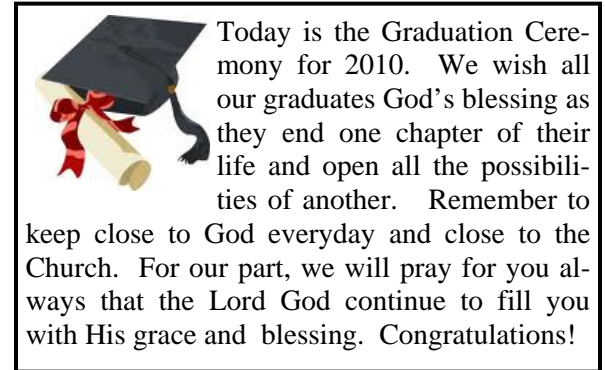 Today is the Graduation Cere-
mony for 2010. We wish all
our graduates God's blessing as
they end one chapter of their
life and open all the possibili-
ties of another. Remember to
keep close to God everyday and close to the
Church. For our part, we will pray for you al-
ways that the Lord God continue to fill you
with His grace and blessing. Congratulations!